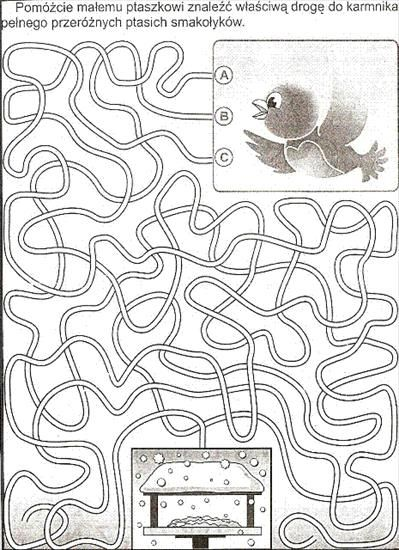 Pomóżcie małemu ptaszkowi znaleźć właściwą drogę do karmnika
pełnego przeróżnych ptasich smakołyków.
A
B
C